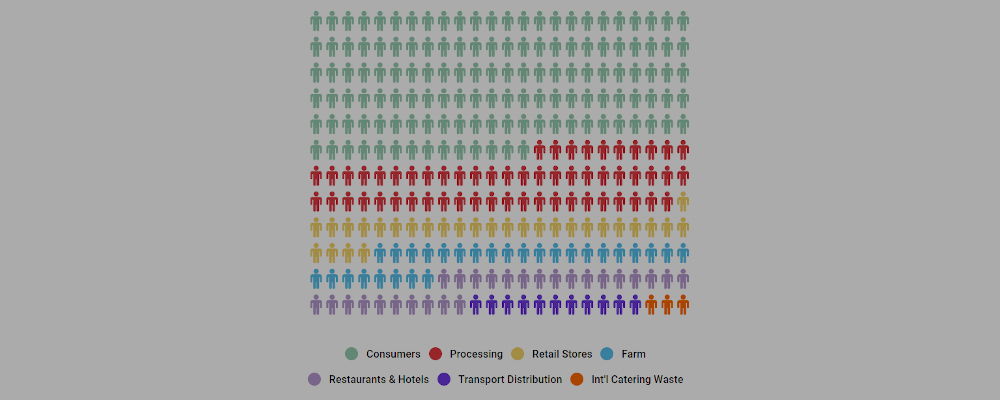 Consumers Processing Retail Stores Farm
Restaurants & Hotels Transport Distribution Int'l Catering Waste